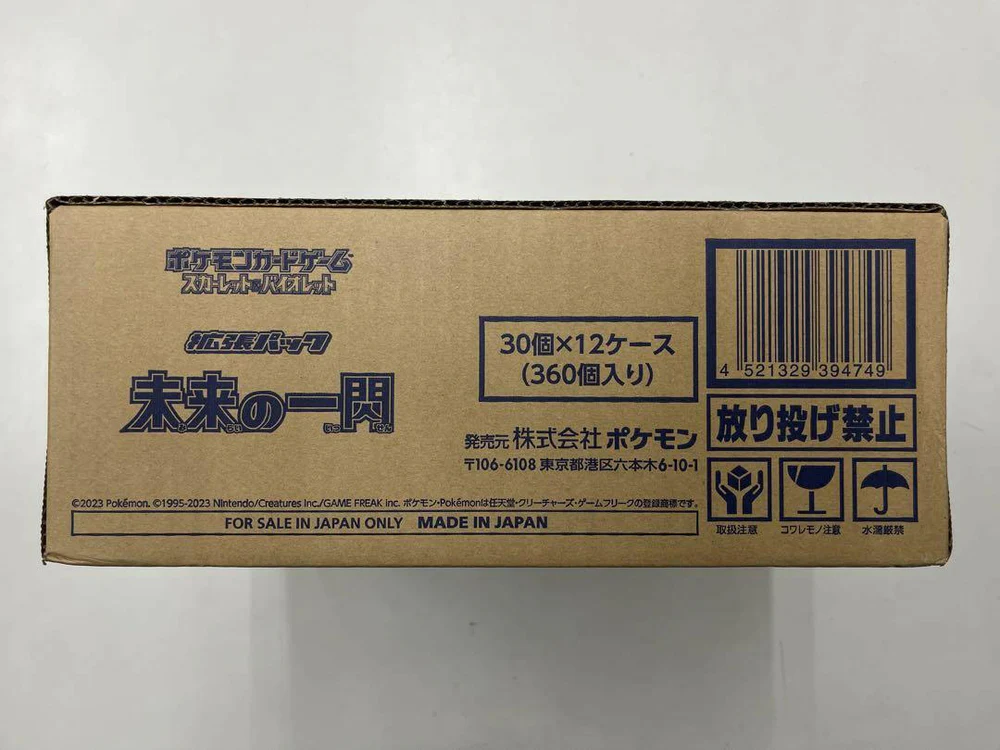 ポケモンカードゲーム
スカーレット&バイオレット
拡張パック
未来の一閃
みらい いっせん
30個×12ケース
(360個入り)
発売元 株式会社 ポケモン
〒106-6108 東京都港区六本木6-10-1
4 521329 394749
放り投げ禁止
取扱注意 コワレモノ注意 水濡厳禁
©2023 Pokémon. ©1995-2023 Nintendo/Creatures Inc./GAME FREAK inc. ポケモン・Pokémonは任天堂・クリーチャーズ・ゲームフリークの登録商標です。
FOR SALE IN JAPAN ONLY MADE IN JAPAN